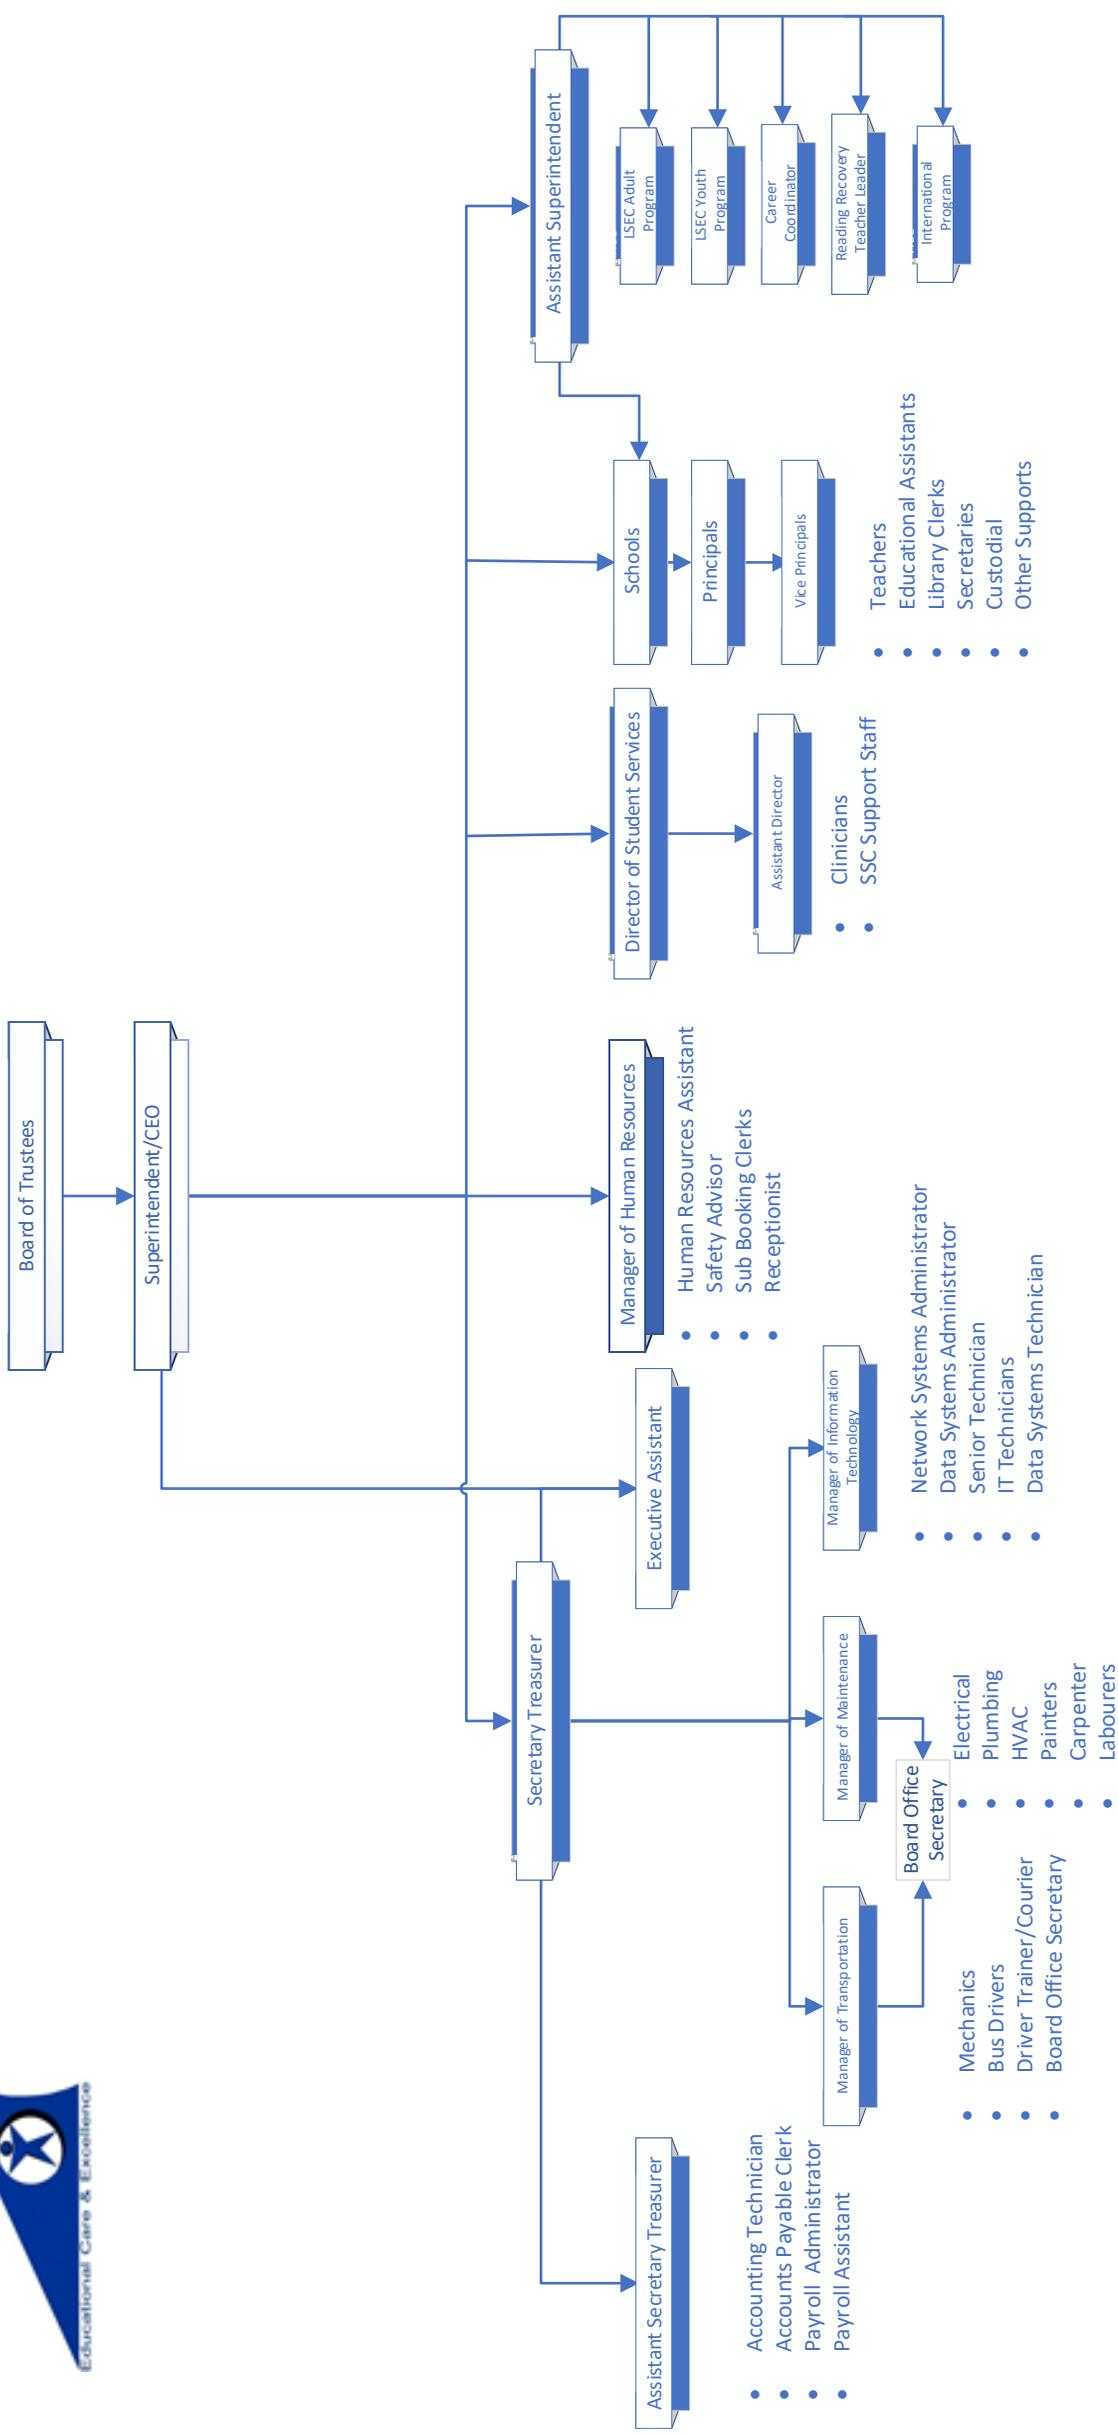 Educational Care & Excellence
Board of Trustees
Superintendent/CEO
Secretary Treasurer
Assistant Superintendent
Assistant Secretary Treasurer
Accounting Technician
Accounts Payable Clerk
Payroll Administrator
Payroll Assistant
Manager of Transportation
Mechanics
Bus Drivers
Driver Trainer/Courier
Board Office Secretary
Board Office
Secretary
Manager of Maintenance
Electrical
Plumbing
HVAC
Painters
Carpenter
Labourers
Manager of Information
Technology
Network Systems Administrator
Data Systems Administrator
Senior Technician
IT Technicians
Data Systems Technician
Executive Assistant
Manager of Human Resources
Human Resources Assistant
Safety Advisor
Sub Booking Clerks
Receptionist
Director of Student Services
Assistant Director
Clinicians
SSC Support Staff
Schools
Principals
Vice Principals
Teachers
Educational Assistants
Library Clerks
Secretaries
Custodial
Other Supports
LSEC Adult
Program
LSEC Youth
Program
Career
Coordinator
Reading Recovery
Teacher Leader
International
Program